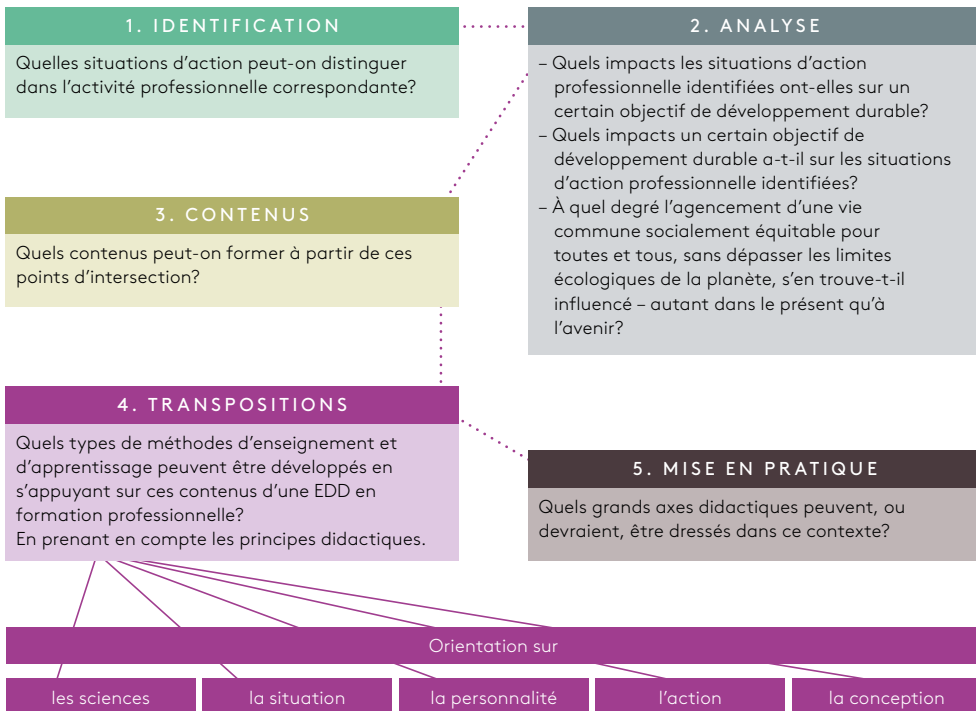 1. IDENTIFICATION
Quelles situations d'action peut-on distinguer
dans l'activité professionnelle correspondante?
2. ANALYSE
– Quels impacts les situations d'action
professionnelle identifiées ont-elles sur un
certain objectif de développement durable?
– Quels impacts un certain objectif de
développement durable a-t-il sur les situations
d'action professionnelle identifiées?
– À quel degré l'agencement d'une vie
commune socialement équitable pour
toutes et tous, sans dépasser les limites
écologiques de la planète, s'en trouve-t-il
influencé – autant dans le présent qu'à
l'avenir?
3. CONTENUS
Quels contenus peut-on former à partir de ces
points d'intersection?
4. TRANSPOSITIONS
Quels types de méthodes d'enseignement et
d'apprentissage peuvent être développés en
s'appuyant sur ces contenus d'une EDD en
formation professionnelle?
En prenant en compte les principes didactiques.
5. MISE EN PRATIQUE
Quels grands axes didactiques peuvent, ou
devraient, être dressés dans ce contexte?
Orientation sur
les sciences
la situation
la personnalité
l'action
la conception